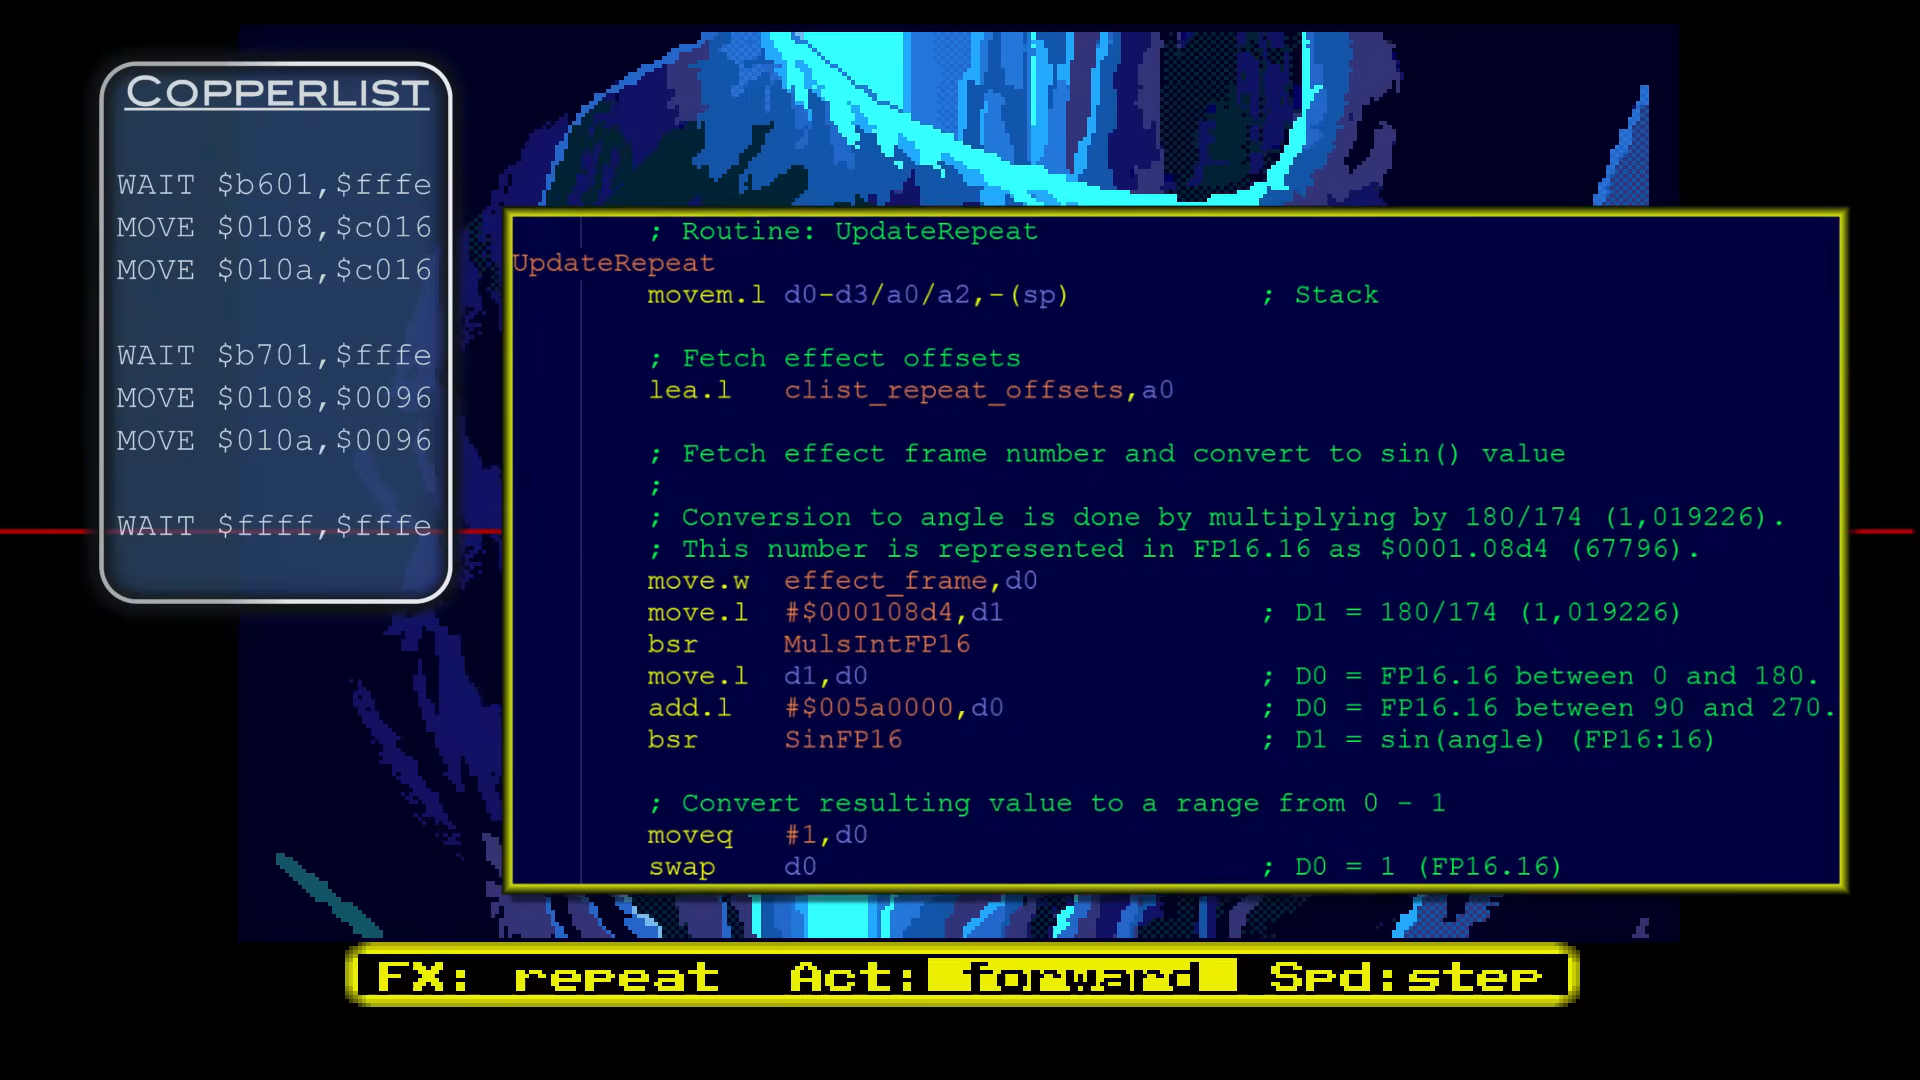 COPPERLIST
WAIT $b601,$fffe
MOVE $0108,$c016
MOVE $010a,$c016
WAIT $b701,$fffe
MOVE $0108,$0096
MOVE $010a,$0096
WAIT $ffff,$fffe
; Routine: UpdateRepeat
UpdateRepeat
movem.l d0-d3/a0/a2,-(sp) ; Stack
; Fetch effect offsets
lea.l clist_repeat_offsets,a0
; Fetch effect frame number and convert to sin() value
;
; Conversion to angle is done by multiplying by 180/174 (1,019226).
; This number is represented in FP16.16 as $0001.08d4 (67796).
move.w effect_frame,d0
move.l #$000108d4,d1 ; D1 = 180/174 (1,019226)
bsr MulsIntFP16
move.l d1,d0 ; D0 = FP16.16 between 0 and 180.
add.l #$005a0000,d0 ; D0 = FP16.16 between 90 and 270.
bsr SinFP16 ; D1 = sin(angle) (FP16:16)
; Convert resulting value to a range from 0 - 1
moveq #1,d0
swap d0 ; D0 = 1 (FP16.16)
FX: repeat Act: forward Spd:step